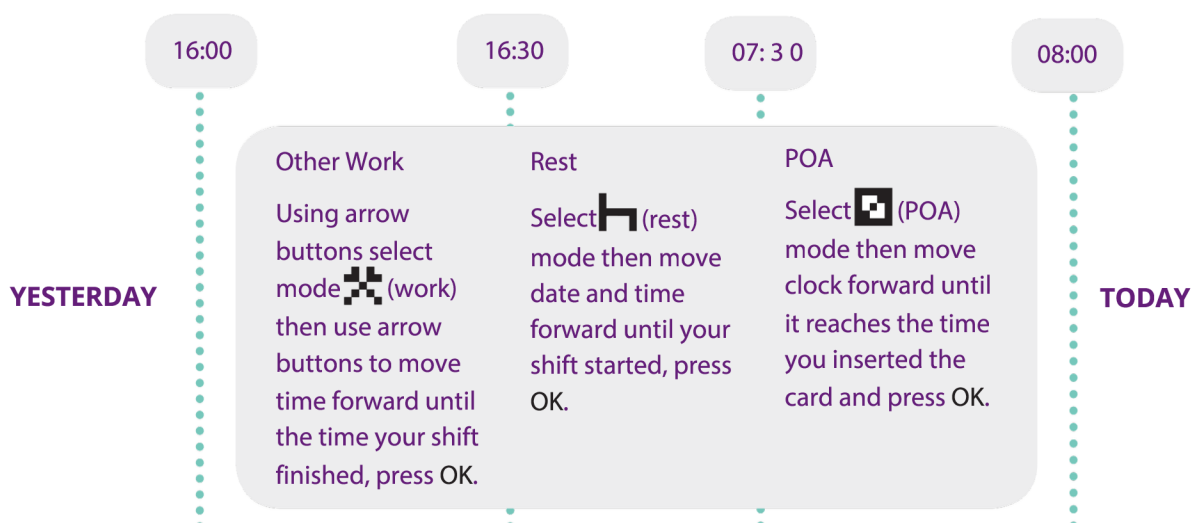 16:00
16:30
07: 3 0
08:00
YESTERDAY
Other Work
Using arrow
buttons select
mode (work)
then use arrow
buttons to move
time forward until
the time your shift
finished, press OK.
Rest
Select (rest)
mode then move
date and time
forward until your
shift started, press
OK.
POA
Select (POA)
mode then move
clock forward until
it reaches the time
you inserted the
card and press OK.
TODAY